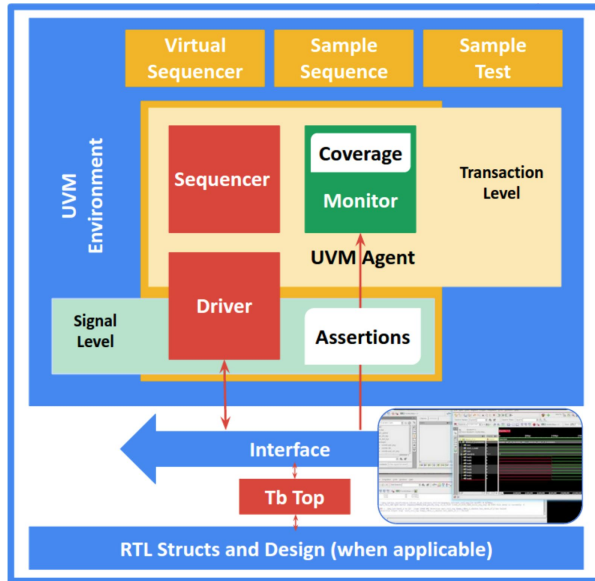 Virtual
Sequencer
Sample
Sequence
Sample
Test
UVM
Environment
Sequencer
Coverage
Monitor
Transaction
Level
UVM Agent
Driver
Signal
Level
Assertions
Interface
Tb Top
RTL Structs and Design (when applicable)